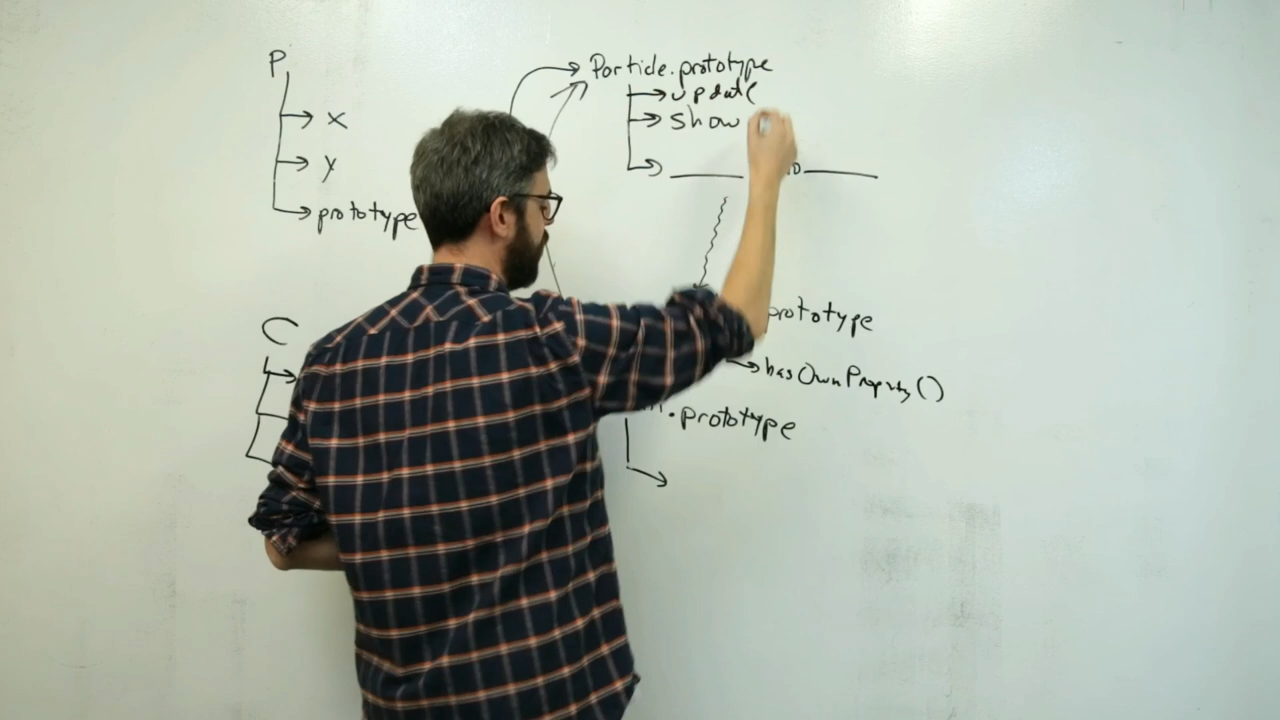 P
x
y
prototype
Particle.prototype
update
show
C
prototype
hasOwnProperty()
.prototype